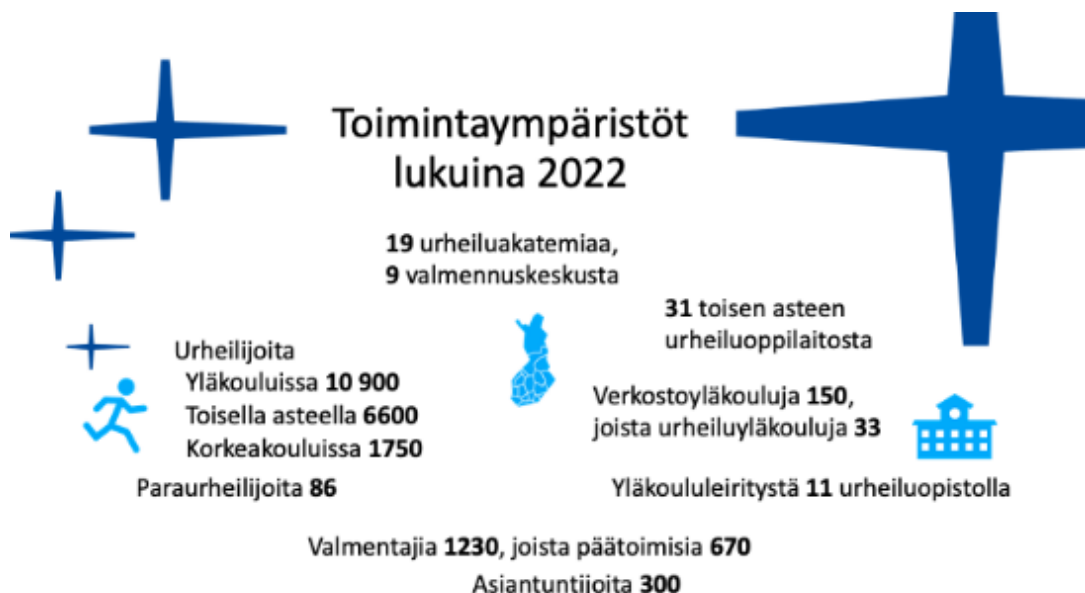 Toimintaympäristöt
lukuina 2022
19 urheiluakatemiaa,
9 valmennuskeskusta
31 toisen asteen
urheiluoppilaitosta
Urheilijoita
Yläkouluissa 10 900
Toisella asteella 6600
Korkeakouluissa 1750
Paraurheilijoita 86
Verkostoyläkouluja 150,
joista urheiluyläkouluja 33
Yläkoululeiritystä 11 urheiluopistolla
Valmentajia 1230, joista päätoimisia 670
Asiantuntijoita 300